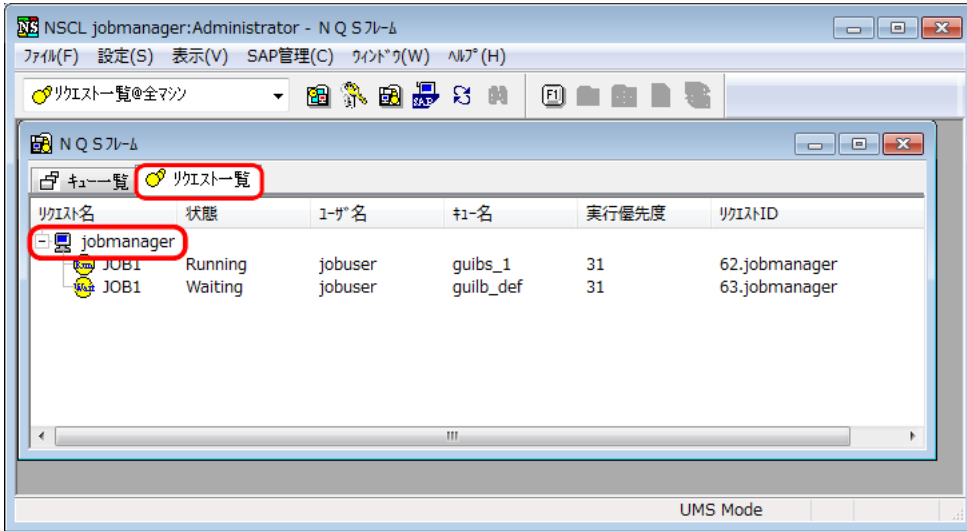 NS NSCL jobmanager:Administrator - ＮＱＳﾌﾚｰﾑ
ﾌｧｲﾙ(F) 設定(S) 表示(V) SAP管理(C) ｳｨﾝﾄﾞｳ(W) ﾍﾙﾌﾟ(H)
ﾘｸｴｽﾄ一覧@全ﾏｼﾝ SAP F1
ＮＱＳﾌﾚｰﾑ
ｷｭｰ一覧 ﾘｸｴｽﾄ一覧
ﾘｸｴｽﾄ名 状態 ﾕｰｻﾞ名 ｷｭｰ名 実行優先度 ﾘｸｴｽﾄID
jobmanager
Run JOB1 Running jobuser guibs_1 31 62.jobmanager
Wait JOB1 Waiting jobuser guilb_def 31 63.jobmanager
UMS Mode